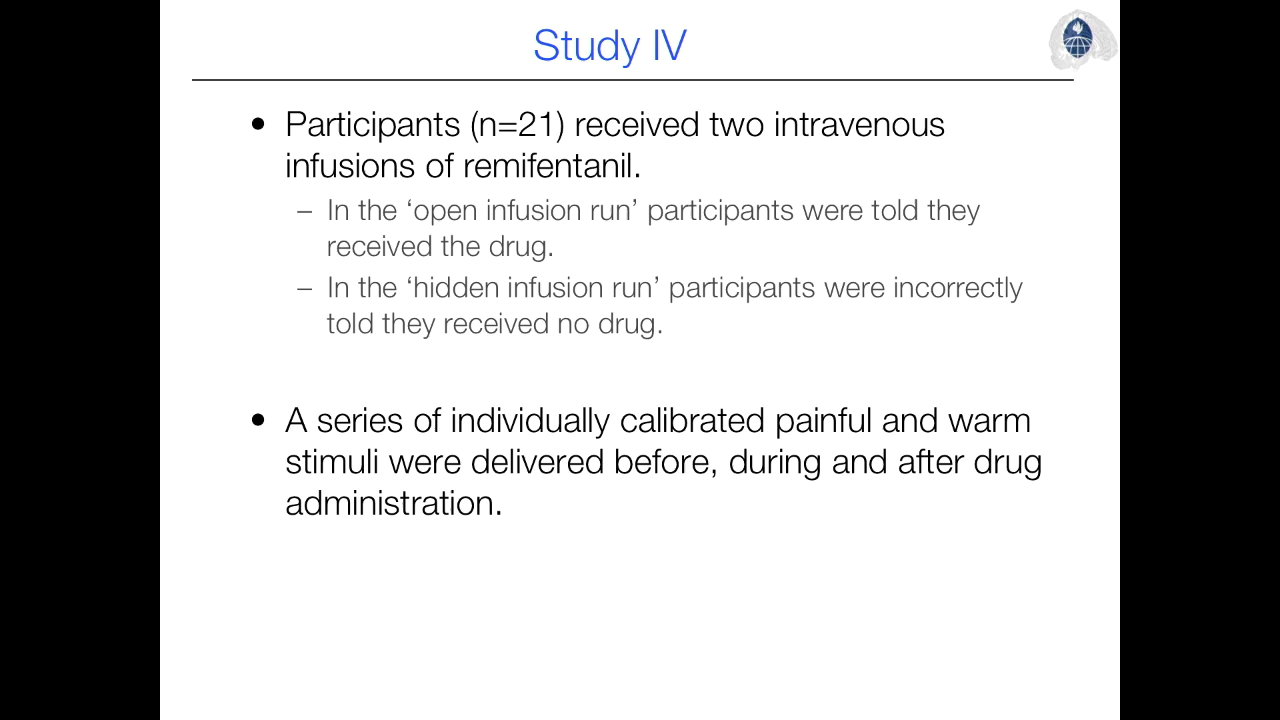 Study IV
• Participants (n=21) received two intravenous
infusions of remifentanil.
– In the ‘open infusion run’ participants were told they
received the drug.
– In the ‘hidden infusion run’ participants were incorrectly
told they received no drug.
• A series of individually calibrated painful and warm
stimuli were delivered before, during and after drug
administration.